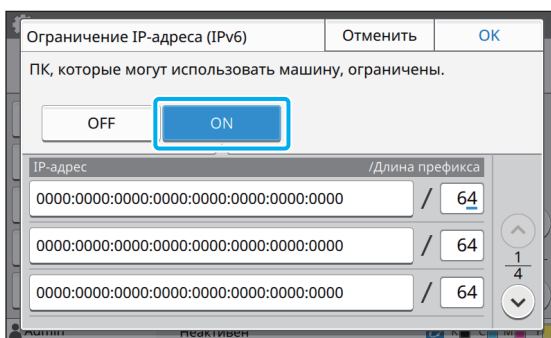 Ограничение IP-адреса (IPv6) Отменить OK
ПК, которые могут использовать машину, ограничены.
OFF ON
IP-адрес /Длина префикса
0000:0000:0000:0000:0000:0000:0000:0000 / 64
0000:0000:0000:0000:0000:0000:0000:0000 / 64
1
4
0000:0000:0000:0000:0000:0000:0000:0000 / 64
Admin Неактивен K C M Y